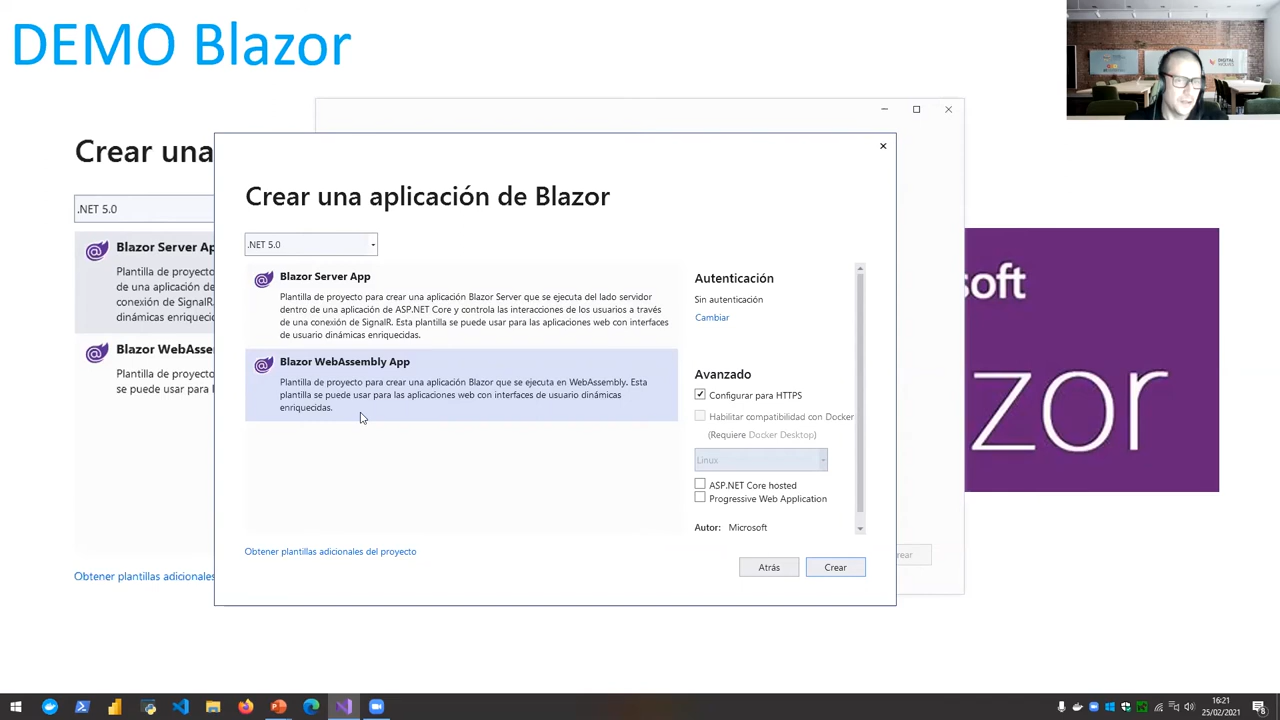 DEMO Blazor
Crear una
.NET 5.0
Blazor Server Ap
Plantilla de proyecto
de una aplicación de
conexión de SignalR.
dinámicas enriquecidas
Blazor WebAsse
Plantilla de proyecto
se puede usar para l
Obtener plantillas adicionales
Crear una aplicación de Blazor
.NET 5.0
Blazor Server App
Plantilla de proyecto para crear una aplicación Blazor Server que se ejecuta del lado servidor
dentro de una aplicación de ASP.NET Core y controla las interacciones de los usuarios a través
de una conexión de SignalR. Esta plantilla se puede usar para las aplicaciones web con interfaces
de usuario dinámicas enriquecidas.
Blazor WebAssembly App
Plantilla de proyecto para crear una aplicación Blazor que se ejecuta en WebAssembly. Esta
plantilla se puede usar para las aplicaciones web con interfaces de usuario dinámicas
enriquecidas.
Obtener plantillas adicionales del proyecto
Autenticación
Sin autenticación
Cambiar
Avanzado
Configurar para HTTPS
Habilitar compatibilidad con Docker
(Requiere Docker Desktop)
Linux
ASP.NET Core hosted
Progressive Web Application
Autor: Microsoft
Atrás
Crear
rear
soft
zor
16:21
25/02/2021